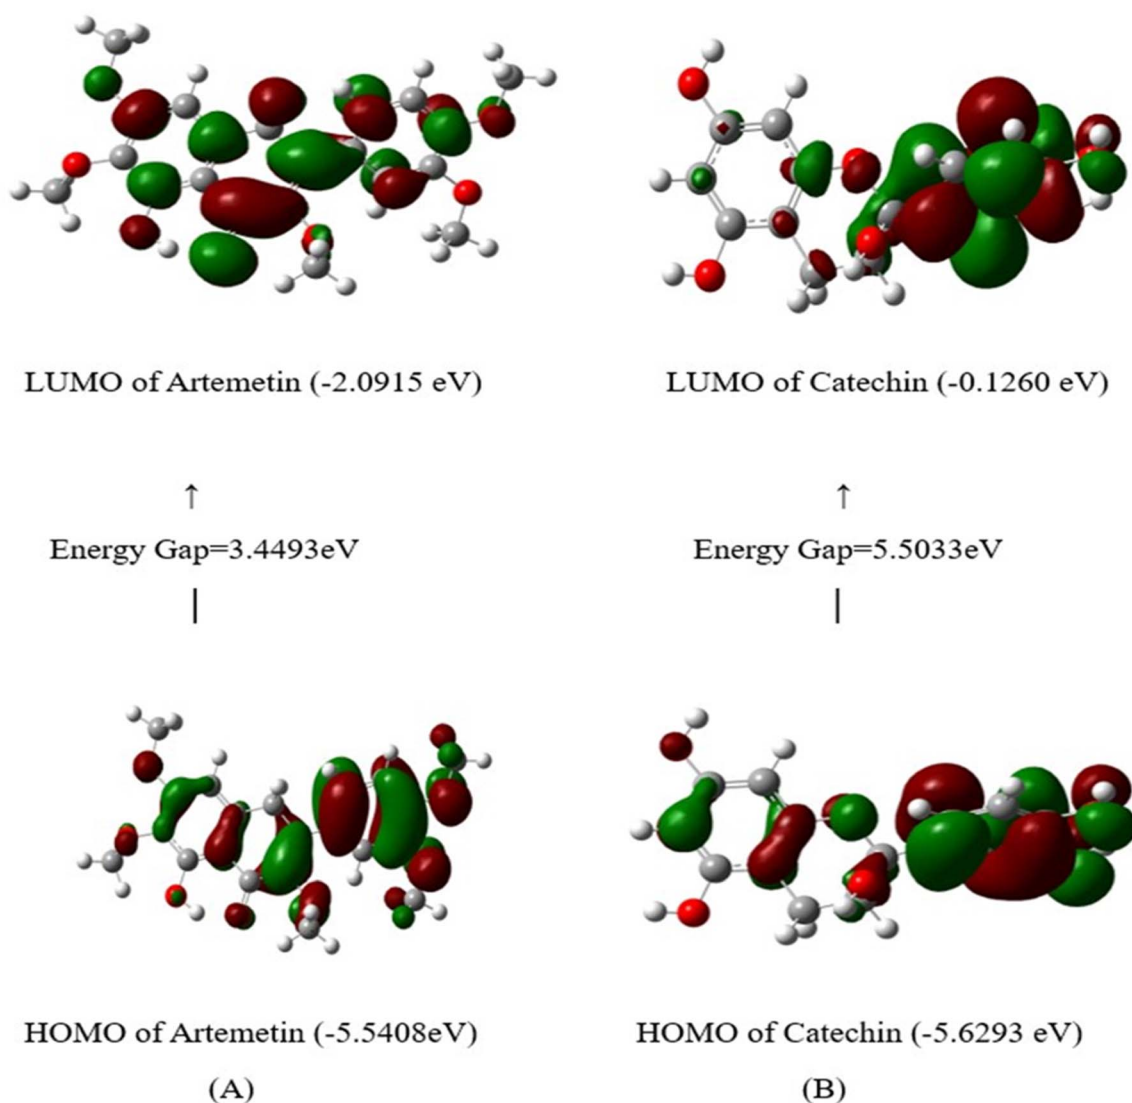 LUMO of Artemetin (-2.0915 eV)
LUMO of Catechin (-0.1260 eV)
↑
↑
Energy Gap=3.4493eV
Energy Gap=5.5033eV
|
|
HOMO of Artemetin (-5.5408eV)
HOMO of Catechin (-5.6293 eV)
(A)
(B)